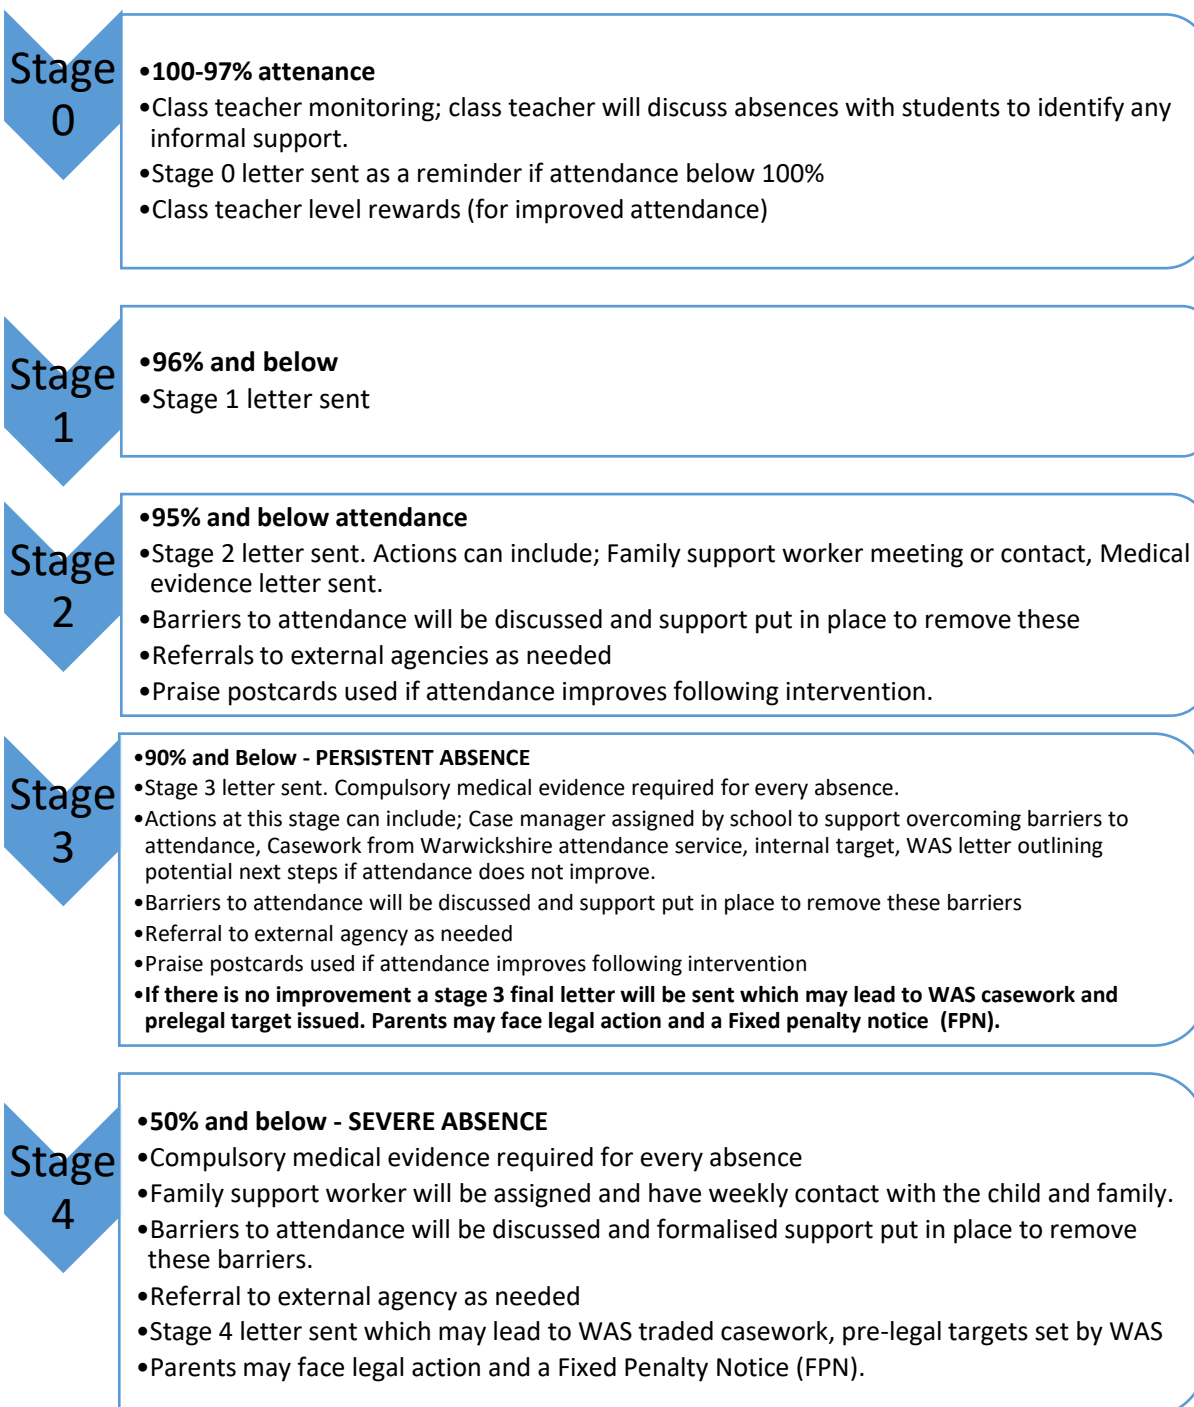 Stage
0
•100-97% attenance
•Class teacher monitoring; class teacher will discuss absences with students to identify any
informal support.
•Stage 0 letter sent as a reminder if attendance below 100%
•Class teacher level rewards (for improved attendance)
Stage
1
•96% and below
•Stage 1 letter sent
Stage
2
•95% and below attendance
•Stage 2 letter sent. Actions can include; Family support worker meeting or contact, Medical
evidence letter sent.
•Barriers to attendance will be discussed and support put in place to remove these
•Referrals to external agencies as needed
•Praise postcards used if attendance improves following intervention.
Stage
3
•90% and Below - PERSISTENT ABSENCE
•Stage 3 letter sent. Compulsory medical evidence required for every absence.
•Actions at this stage can include; Case manager assigned by school to support overcoming barriers to
attendance, Casework from Warwickshire attendance service, internal target, WAS letter outlining
potential next steps if attendance does not improve.
•Barriers to attendance will be discussed and support put in place to remove these barriers
•Referral to external agency as needed
•Praise postcards used if attendance improves following intervention
•If there is no improvement a stage 3 final letter will be sent which may lead to WAS casework and
prelegal target issued. Parents may face legal action and a Fixed penalty notice (FPN).
Stage
4
•50% and below - SEVERE ABSENCE
•Compulsory medical evidence required for every absence
•Family support worker will be assigned and have weekly contact with the child and family.
•Barriers to attendance will be discussed and formalised support put in place to remove
these barriers.
•Referral to external agency as needed
•Stage 4 letter sent which may lead to WAS traded casework, pre-legal targets set by WAS
•Parents may face legal action and a Fixed Penalty Notice (FPN).